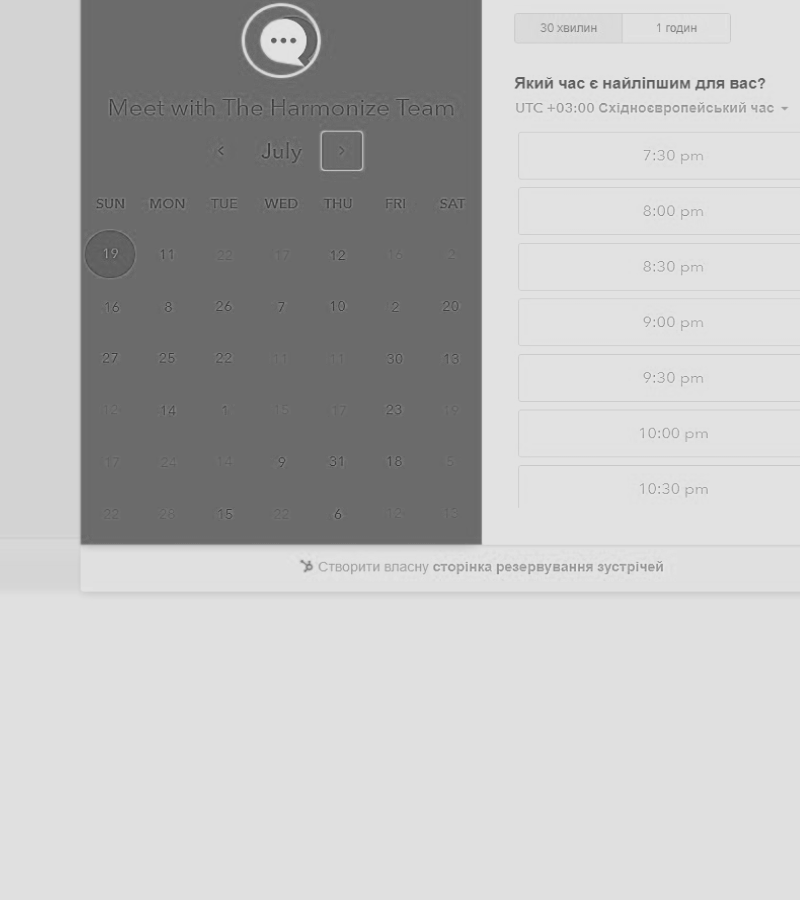 30 хвилин 1 годин
Meet with The Harmonize Team
July
SUN MON TUE WED THU FRI SAT
19 11 22 17 12 16 2
16 8 26 7 10 2 20
27 25 22 11 11 30 13
12 14 1 15 17 23 19
17 24 14 9 31 18 5
22 28 15 22 6 12 15
Який час є найліпшим для вас?
UTC +03:00 Східноєвропейський час
7:30 pm
8:00 pm
8:30 pm
9:00 pm
9:30 pm
10:00 pm
10:30 pm
Створити власну сторінка резервування зустрічей